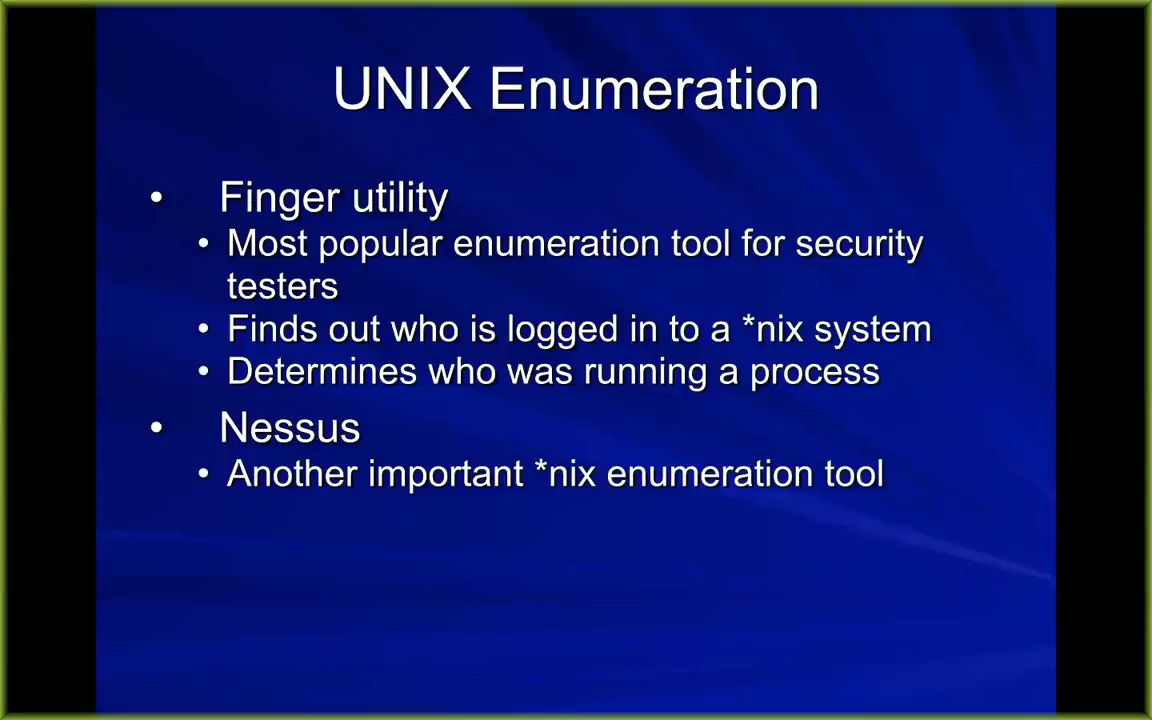 UNIX Enumeration
• Finger utility
• Most popular enumeration tool for security
testers
• Finds out who is logged in to a *nix system
• Determines who was running a process
• Nessus
• Another important *nix enumeration tool